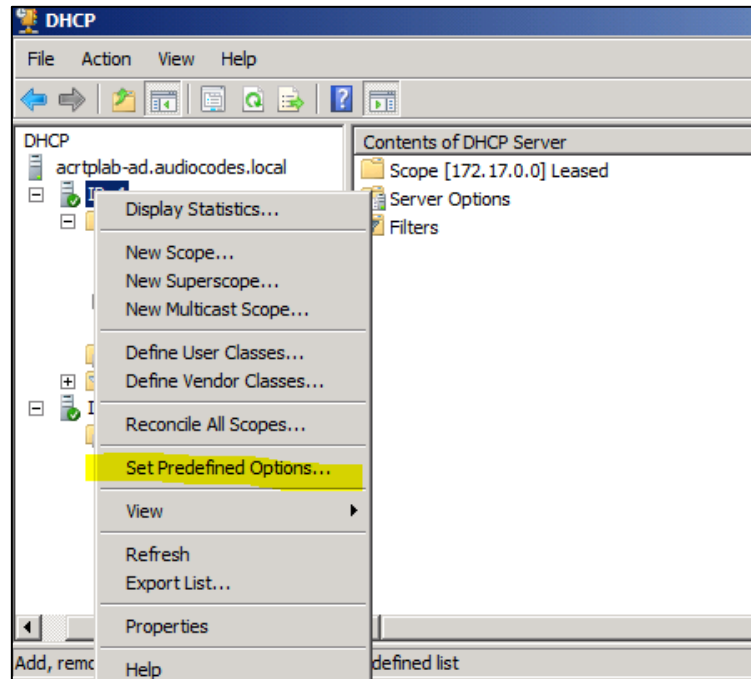 DHCP
File Action View Help
DHCP
acrtplab-ad.audiocodes.local
Contents of DHCP Server
Scope [172.17.0.0] Leased
Server Options
Filters
Display Statistics...
New Scope...
New Superscope...
New Multicast Scope...
Define User Classes...
Define Vendor Classes...
Reconcile All Scopes...
Set Predefined Options...
View
Refresh
Export List...
Properties
Help
Add, defined list